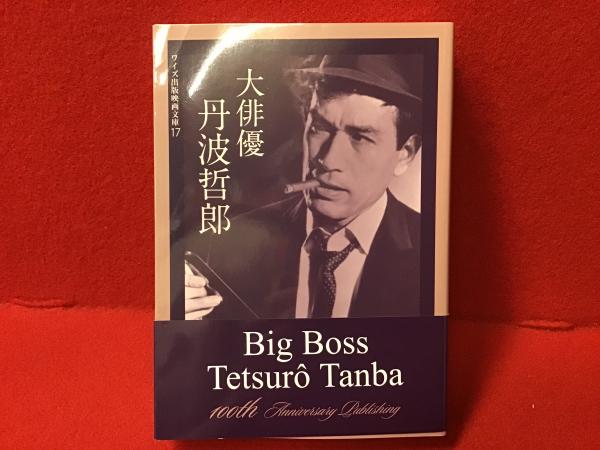 ワイズ出版映画文庫17
大俳優
丹波哲郎
Big Boss
Tetsurô Tanba
100th Anniversary Publishing